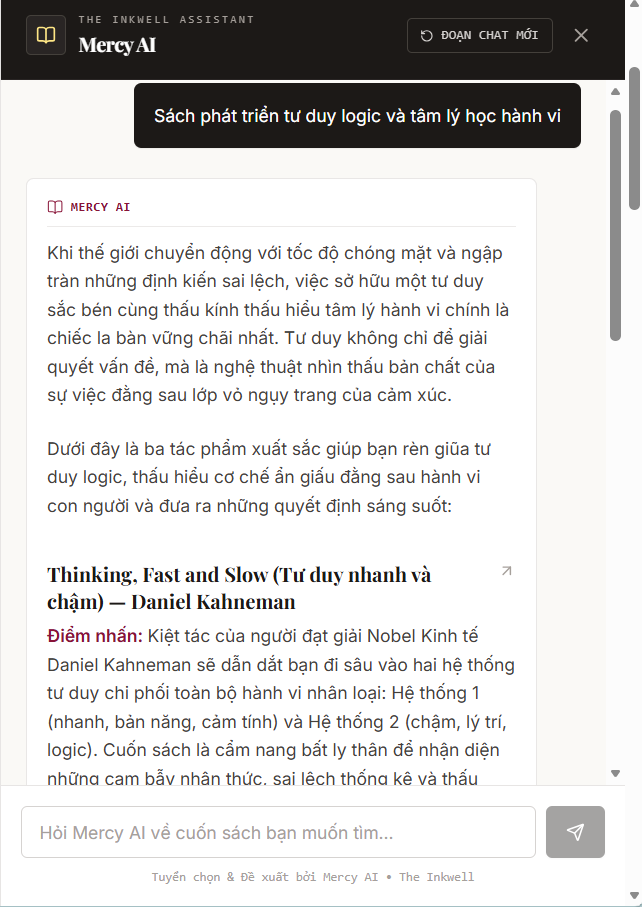 THE INKWELL ASSISTANT
Mercy AI
ĐOẠN CHAT MỚI
Sách phát triển tư duy logic và tâm lý học hành vi
MERCY AI
Khi thế giới chuyển động với tốc độ chóng mặt và ngập
tràn những định kiến sai lệch, việc sở hữu một tư duy
sắc bén cùng thấu kính thấu hiểu tâm lý hành vi chính là
chiếc la bàn vững chãi nhất. Tư duy không chỉ để giải
quyết vấn đề, mà là nghệ thuật nhìn thấu bản chất của
sự việc đằng sau lớp vỏ ngụy trang của cảm xúc.
Dưới đây là ba tác phẩm xuất sắc giúp bạn rèn giũa tư
duy logic, thấu hiểu cơ chế ẩn giấu đằng sau hành vi
con người và đưa ra những quyết định sáng suốt:
Thinking, Fast and Slow (Tư duy nhanh và
chậm) — Daniel Kahneman
Điểm nhấn: Kiệt tác của người đạt giải Nobel Kinh tế
Daniel Kahneman sẽ dẫn dắt bạn đi sâu vào hai hệ thống
tư duy chi phối toàn bộ hành vi nhân loại: Hệ thống 1
(nhanh, bản năng, cảm tính) và Hệ thống 2 (chậm, lý trí,
logic). Cuốn sách là cẩm nang bất ly thân để nhận diện
những cạm bẫy nhận thức, sai lệch thống kê và thấu
Hỏi Mercy AI về cuốn sách bạn muốn tìm...
Tuyển chọn & Đề xuất bởi Mercy AI • The Inkwell